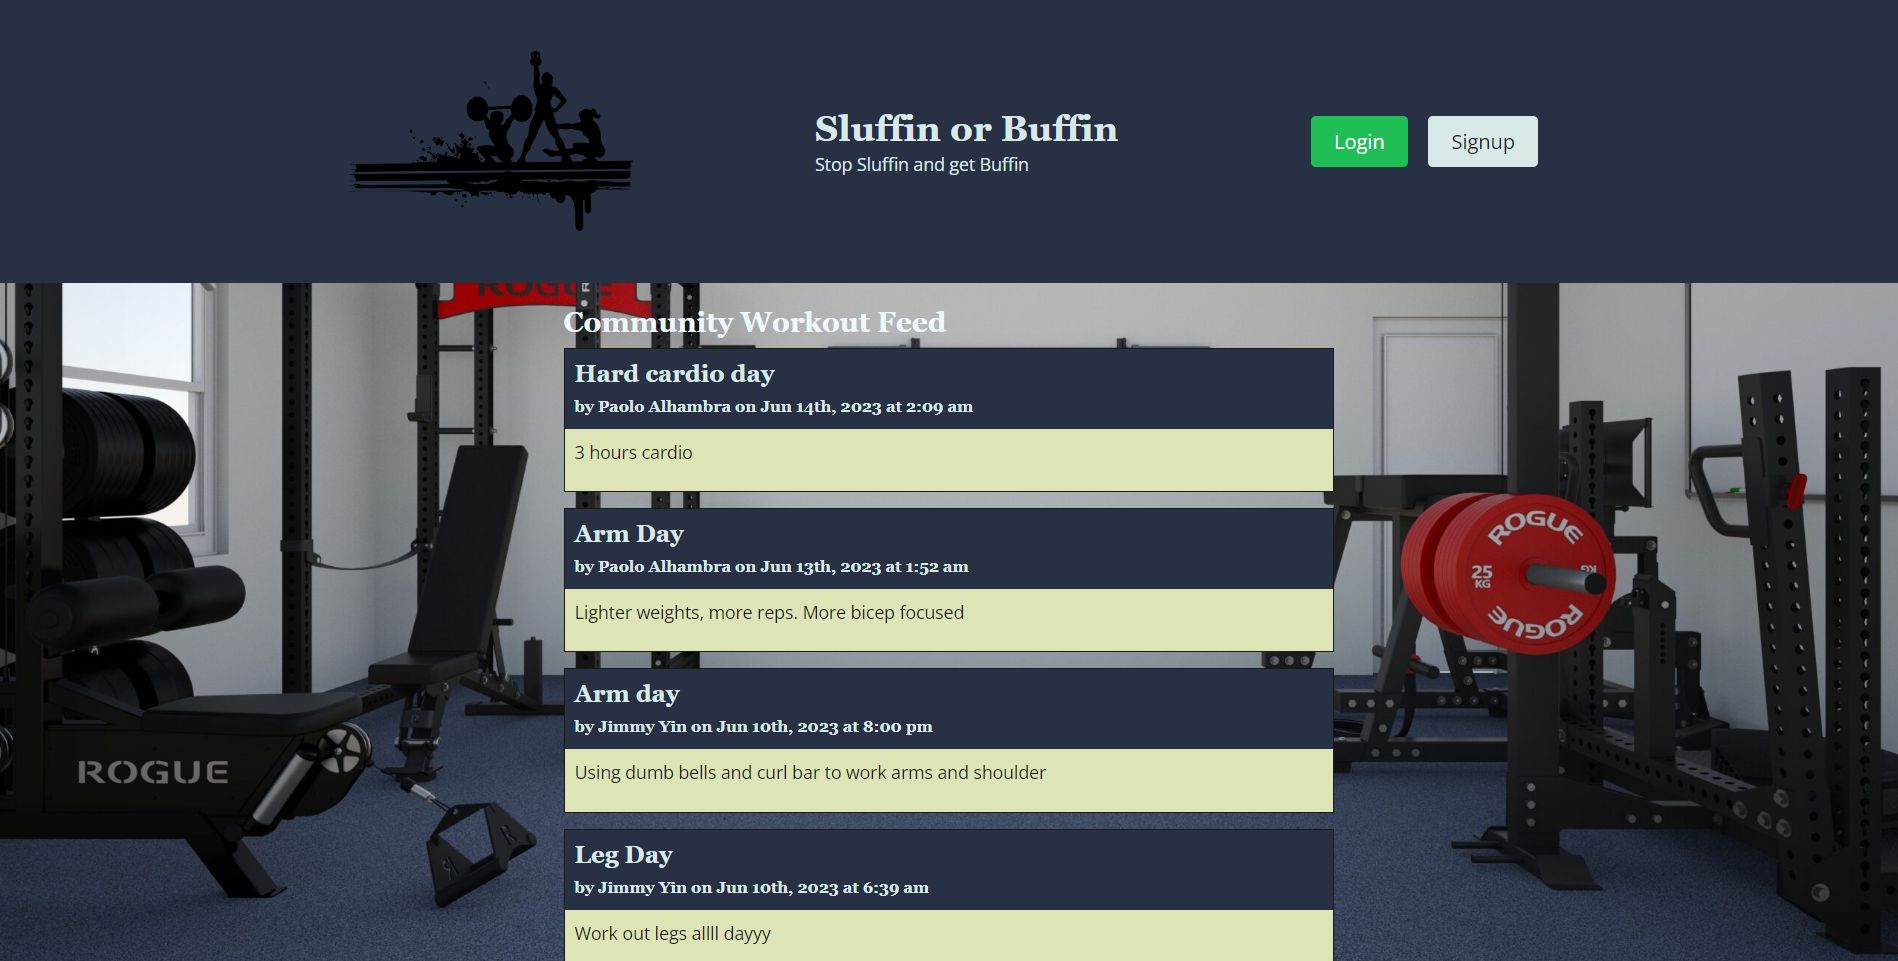 Sluffin or Buffin
Stop Sluffin and get Buffin
Login
Signup
ROGUE
Community Workout Feed
Hard cardio day
by Paolo Alhambra on Jun 14th, 2023 at 2:09 am
3 hours cardio
Arm Day
by Paolo Alhambra on Jun 13th, 2023 at 1:52 am
Lighter weights, more reps. More bicep focused
Arm day
by Jimmy Yin on Jun 10th, 2023 at 8:00 pm
Using dumb bells and curl bar to work arms and shoulder
Leg Day
by Jimmy Yin on Jun 10th, 2023 at 6:39 am
Work out legs allll dayyy
ROGUE
ROGUE
25
KG
KG
ROGUE